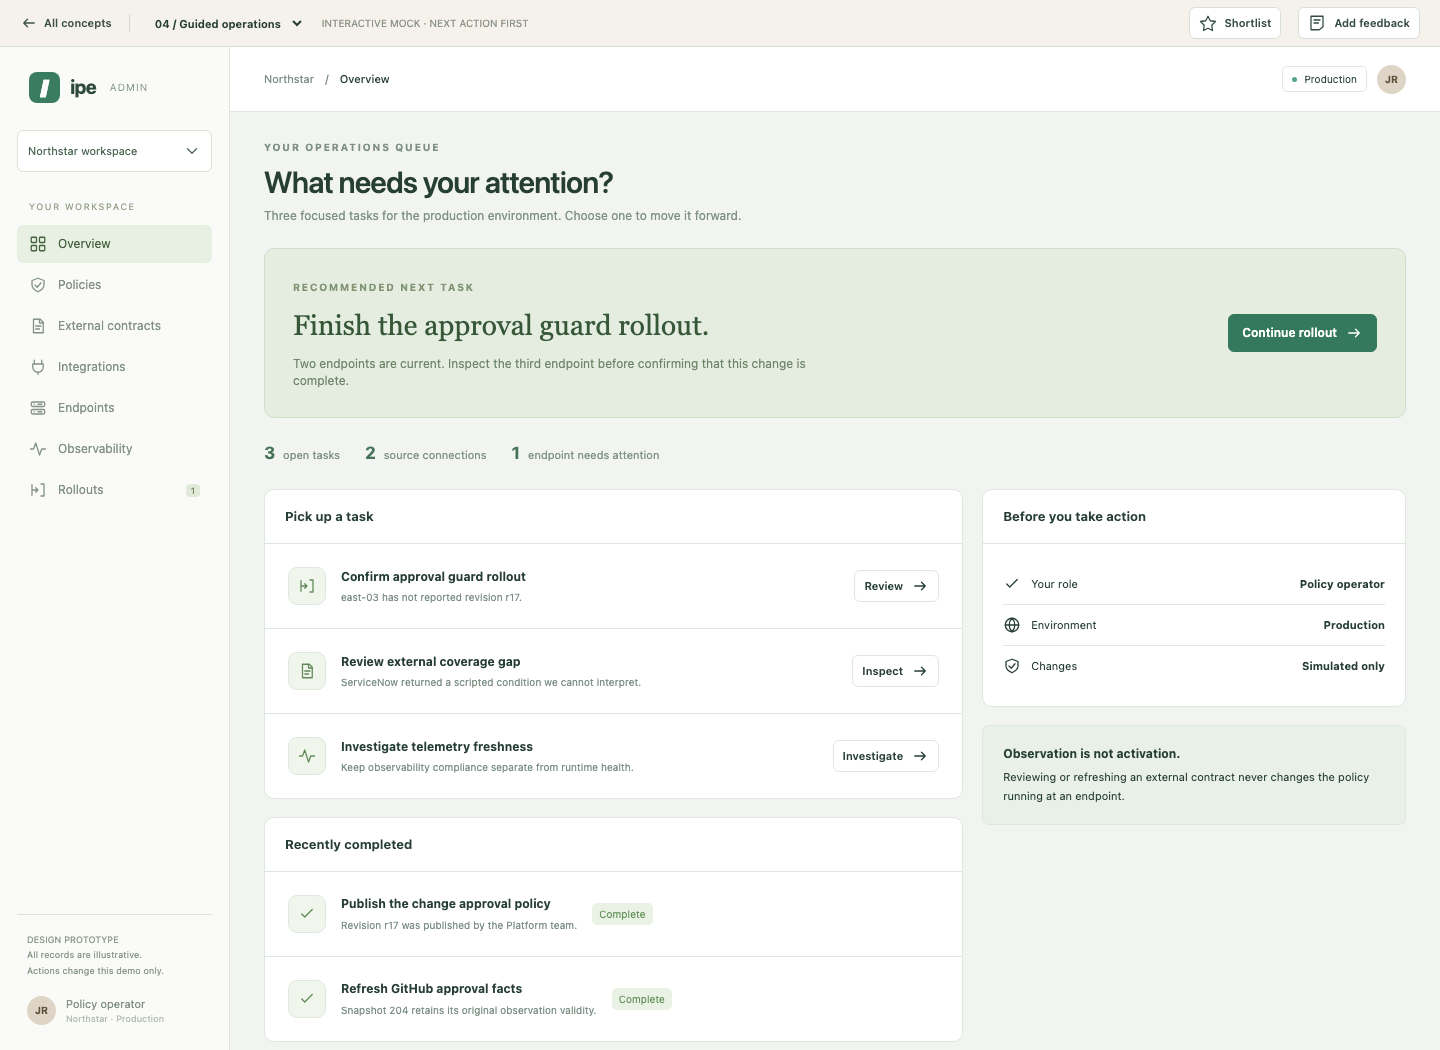 All concepts
04 / Guided operations
INTERACTIVE MOCK · NEXT ACTION FIRST
Shortlist
Add feedback
ipe ADMIN
Northstar workspace
YOUR WORKSPACE
Overview
Policies
External contracts
Integrations
Endpoints
Observability
Rollouts 1
DESIGN PROTOTYPE
All records are illustrative.
Actions change this demo only.
JR
Policy operator
Northstar · Production
Northstar / Overview
Production
JR
YOUR OPERATIONS QUEUE
What needs your attention?
Three focused tasks for the production environment. Choose one to move it forward.
RECOMMENDED NEXT TASK
Finish the approval guard rollout.
Two endpoints are current. Inspect the third endpoint before confirming that this change is
complete.
Continue rollout
3 open tasks 2 source connections 1 endpoint needs attention
Pick up a task
Confirm approval guard rollout
east-03 has not reported revision r17.
Review
Review external coverage gap
ServiceNow returned a scripted condition we cannot interpret.
Inspect
Investigate telemetry freshness
Keep observability compliance separate from runtime health.
Investigate
Recently completed
Publish the change approval policy
Revision r17 was published by the Platform team.
Complete
Refresh GitHub approval facts
Snapshot 204 retains its original observation validity.
Complete
Before you take action
Your role Policy operator
Environment Production
Changes Simulated only
Observation is not activation.
Reviewing or refreshing an external contract never changes the policy
running at an endpoint.